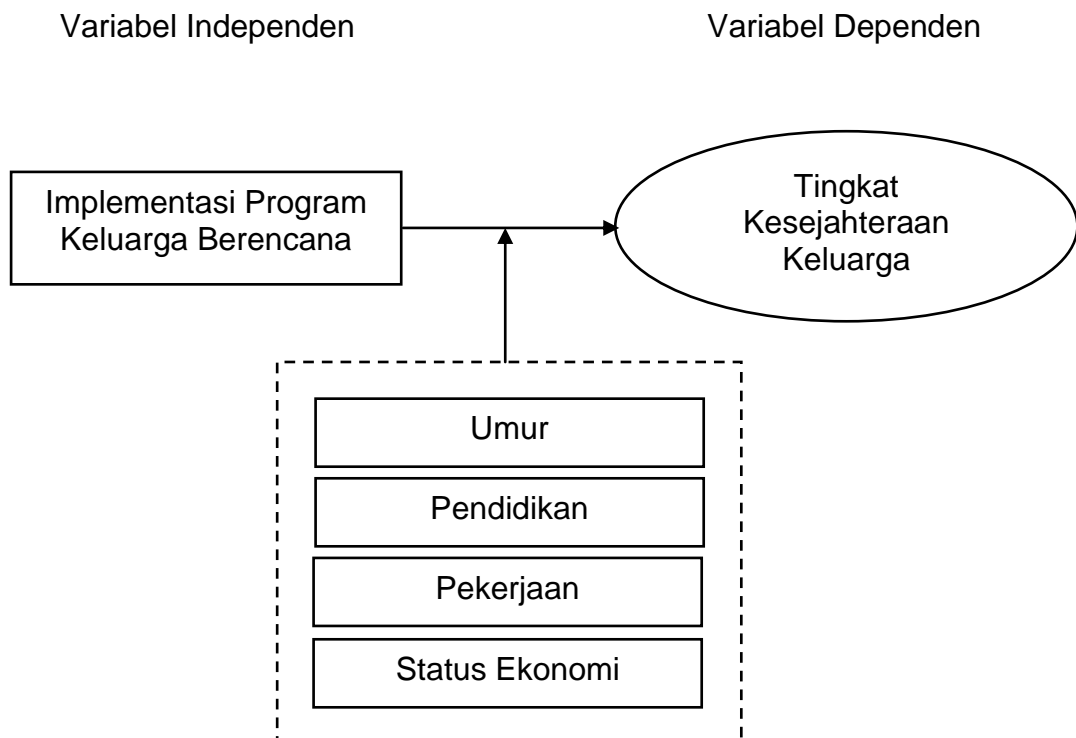 Variabel Independen
Variabel Dependen
Implementasi Program
Keluarga Berencana
Tingkat
Kesejahteraan
Keluarga
Umur
Pendidikan
Pekerjaan
Status Ekonomi